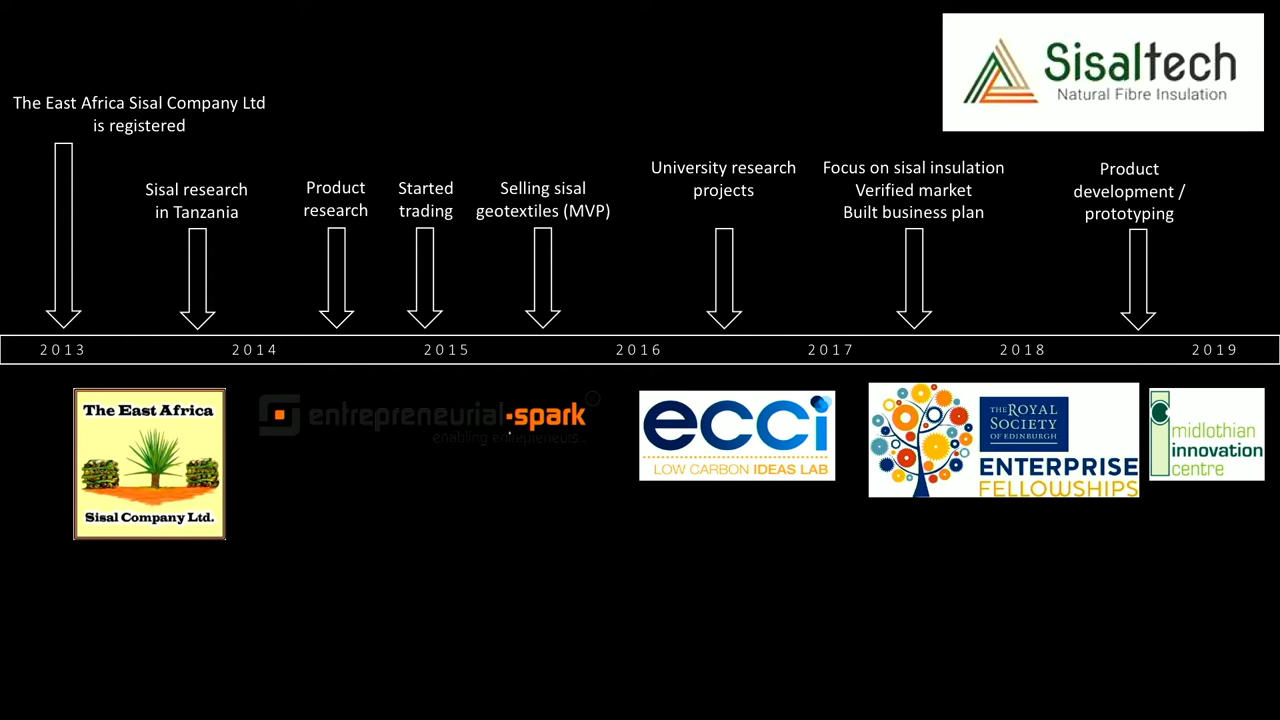 Sisaltech
Natural Fibre Insulation
The East Africa Sisal Company Ltd
is registered
Sisal research
in Tanzania
Product
research
Started
trading
Selling sisal
geotextiles (MVP)
University research
projects
Focus on sisal insulation
Verified market
Built business plan
Product
development /
prototyping
2013 2014 2015 2016 2017 2018 2019
The East Africa
Sisal Company Ltd.
entrepreneurial-spark
enabling entrepreneurs...
ecci
LOW CARBON IDEAS LAB
THE ROYAL
SOCIETY
OF EDINBURGH
ENTERPRISE
FELLOWSHIPS
midlothian
innovation
centre